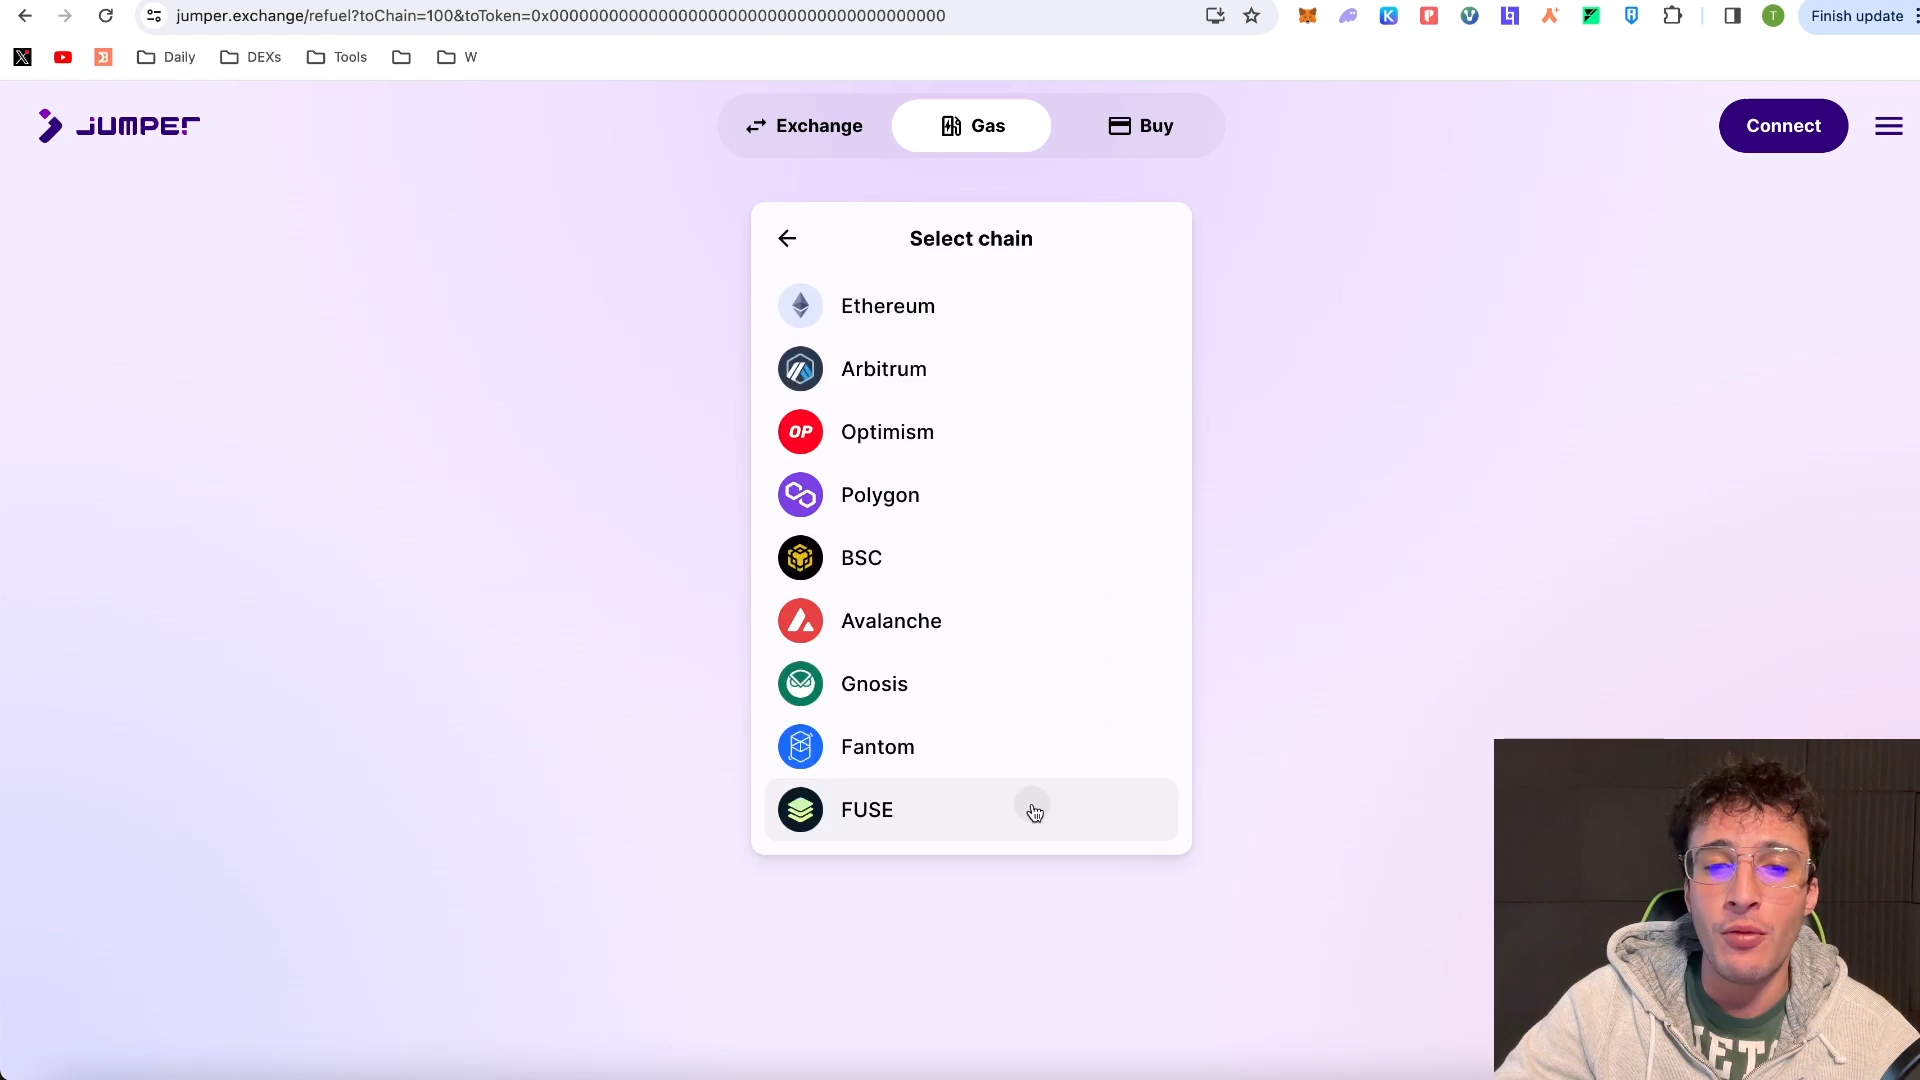 jumper.exchange/refuel?toChain=100&toToken=0x0000000000000000000000000000000000000000
T
Finish update
Daily
DEXs
Tools
W
JUMPER
Exchange
Gas
Buy
Connect
Select chain
Ethereum
Arbitrum
OP
Optimism
Polygon
BSC
Avalanche
Gnosis
Fantom
FUSE